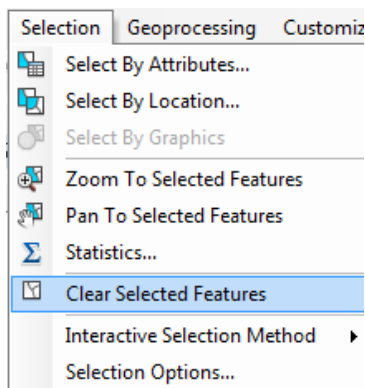 Selection Geoprocessing Customiz
Select By Attributes...
Select By Location...
Select By Graphics
Zoom To Selected Features
Pan To Selected Features
Σ Statistics...
Clear Selected Features
Interactive Selection Method
Selection Options...